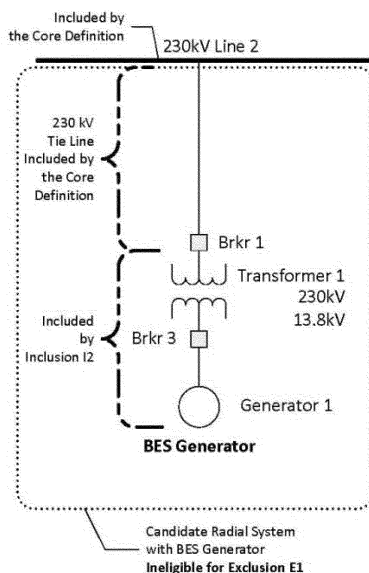 Included by
the Core Definition
230kV Line 2
230 kV
Tie Line
Included by
the Core
Definition
Brkr 1
Transformer 1
230kV
13.8kV
Included
by
Inclusion I2
Brkr 3
Generator 1
BES Generator
Candidate Radial System
with BES Generator
Ineligible for Exclusion E1